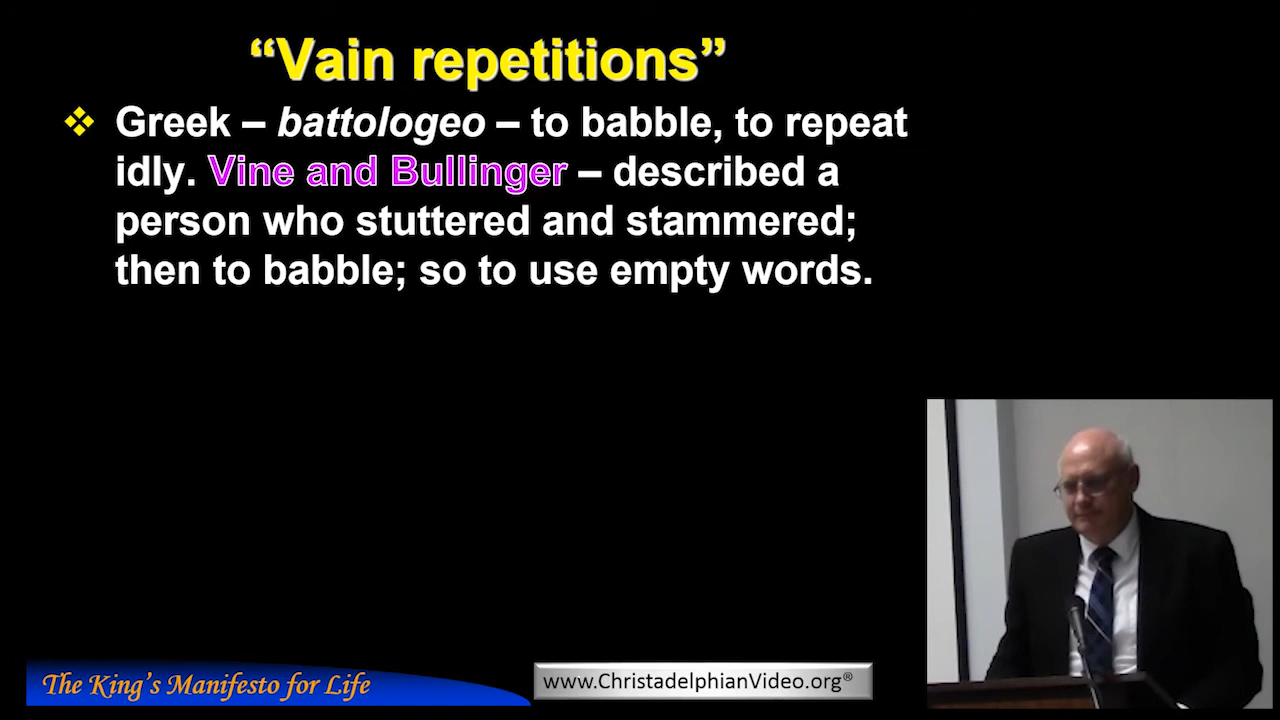 “Vain repetitions”
❖ Greek – battologeo – to babble, to repeat
idly. Vine and Bullinger – described a
person who stuttered and stammered;
then to babble; so to use empty words.
The King’s Manifesto for Life
www.ChristadelphianVideo.org®